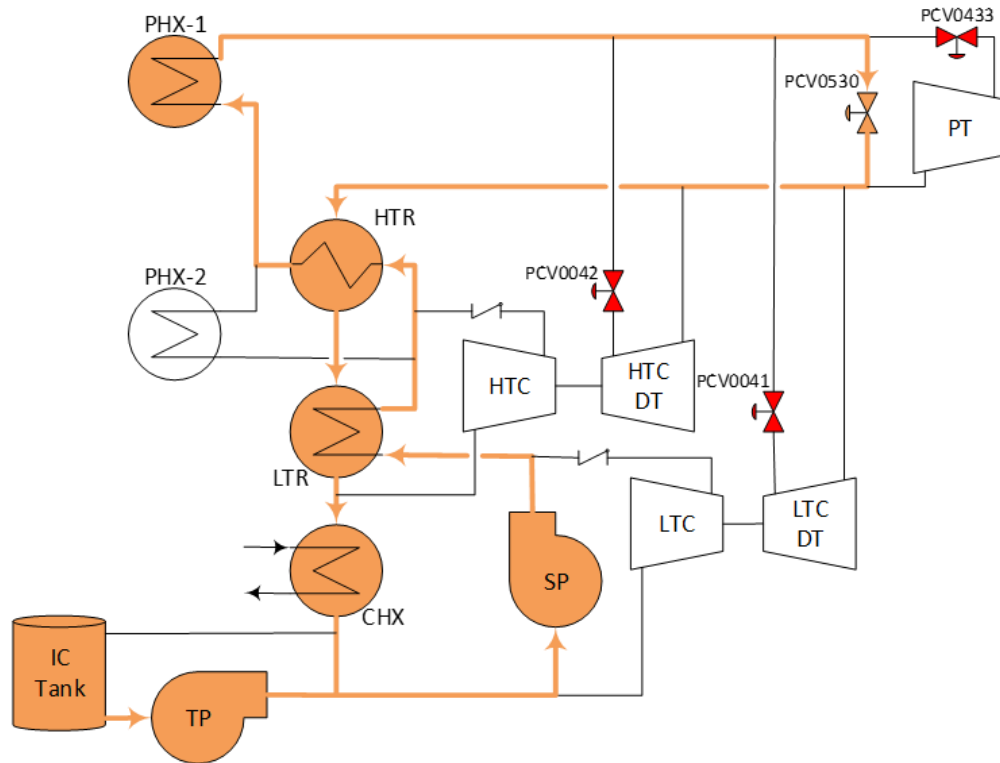 PHX-1
PCV0433
PCV0530
PT
HTR
PHX-2
PCV0042
HTC
HTC
DT
PCV0041
LTR
LTC
LTC
DT
SP
CHX
IC
Tank
TP